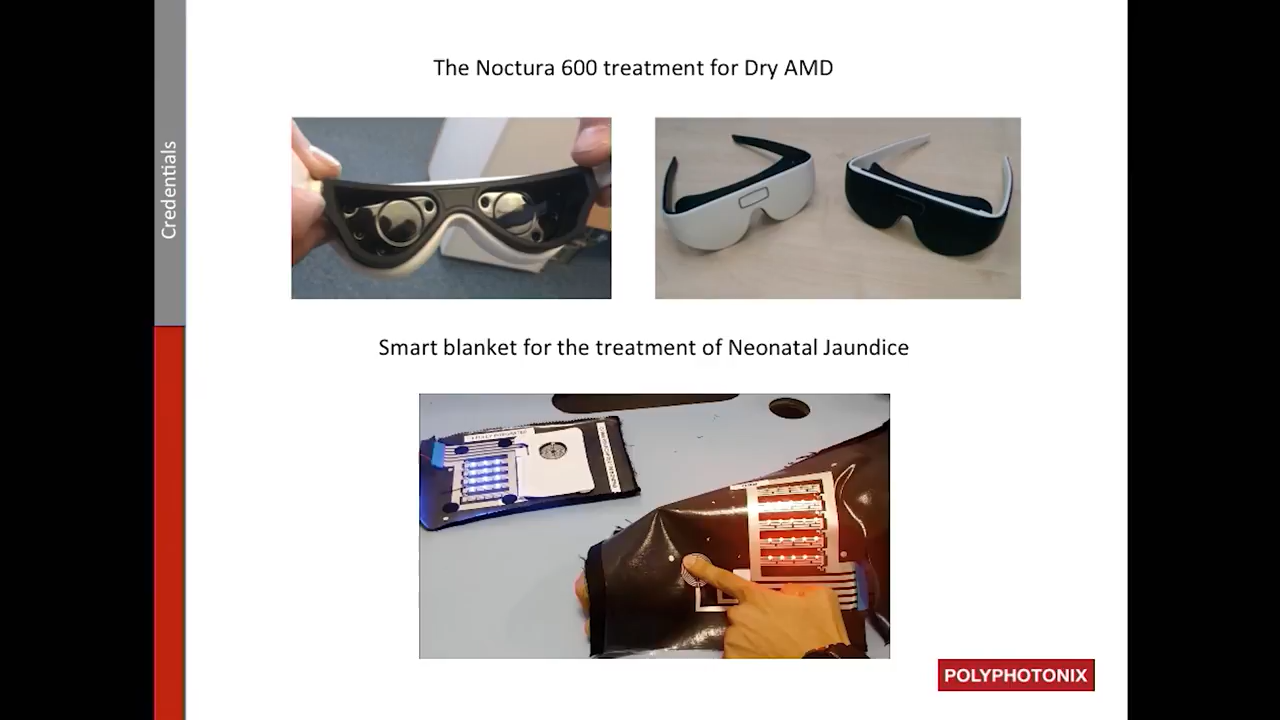 Credentials
The Noctura 600 treatment for Dry AMD
Smart blanket for the treatment of Neonatal Jaundice
POLYPHOTONIX